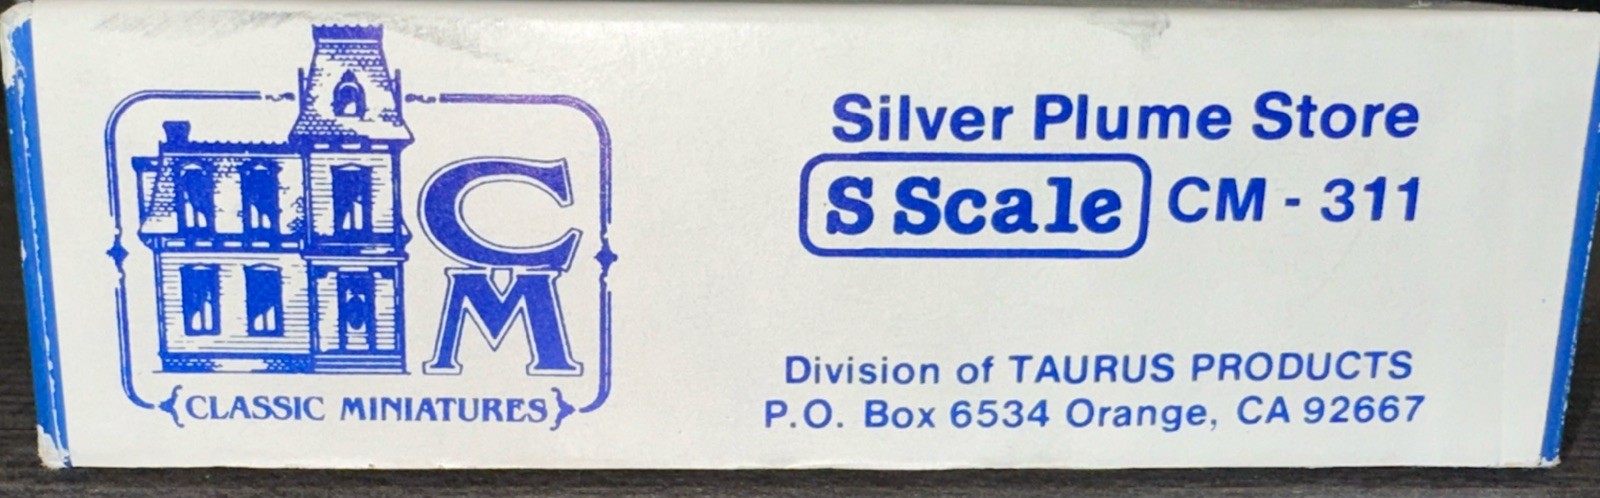 CM
{CLASSIC MINIATURES}
Silver Plume Store
S Scale CM - 311
Division of TAURUS PRODUCTS
P.O. Box 6534 Orange, CA 92667